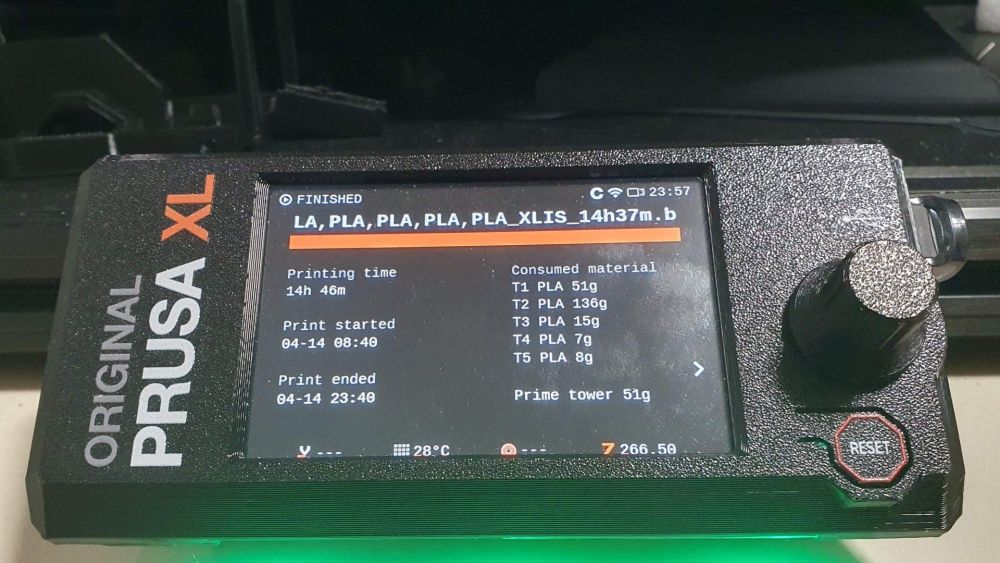 ORIGINAL
PRUSA XL
FINISHED
23:57
LA,PLA,PLA,PLA,PLA_XLIS_14h37m.b
Printing time
14h 46m
Print started
04-14 08:40
Print ended
04-14 23:40
Consumed material
T1 PLA 51g
T2 PLA 136g
T3 PLA 15g
T4 PLA 7g
T5 PLA 8g
Prime tower 51g
--- 28°C --- 266.50
RESET